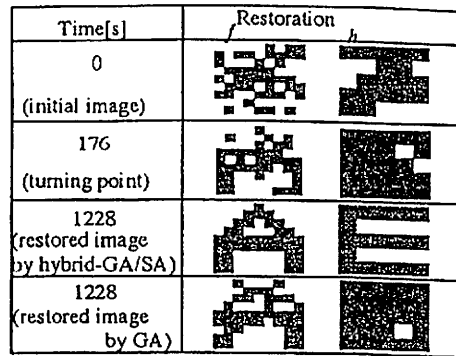 Time[s]
Restoration
f
h
0
(initial image)
176
(turning point)
1228
(restored image
by hybrid-GA/SA)
1228
(restored image
by GA)